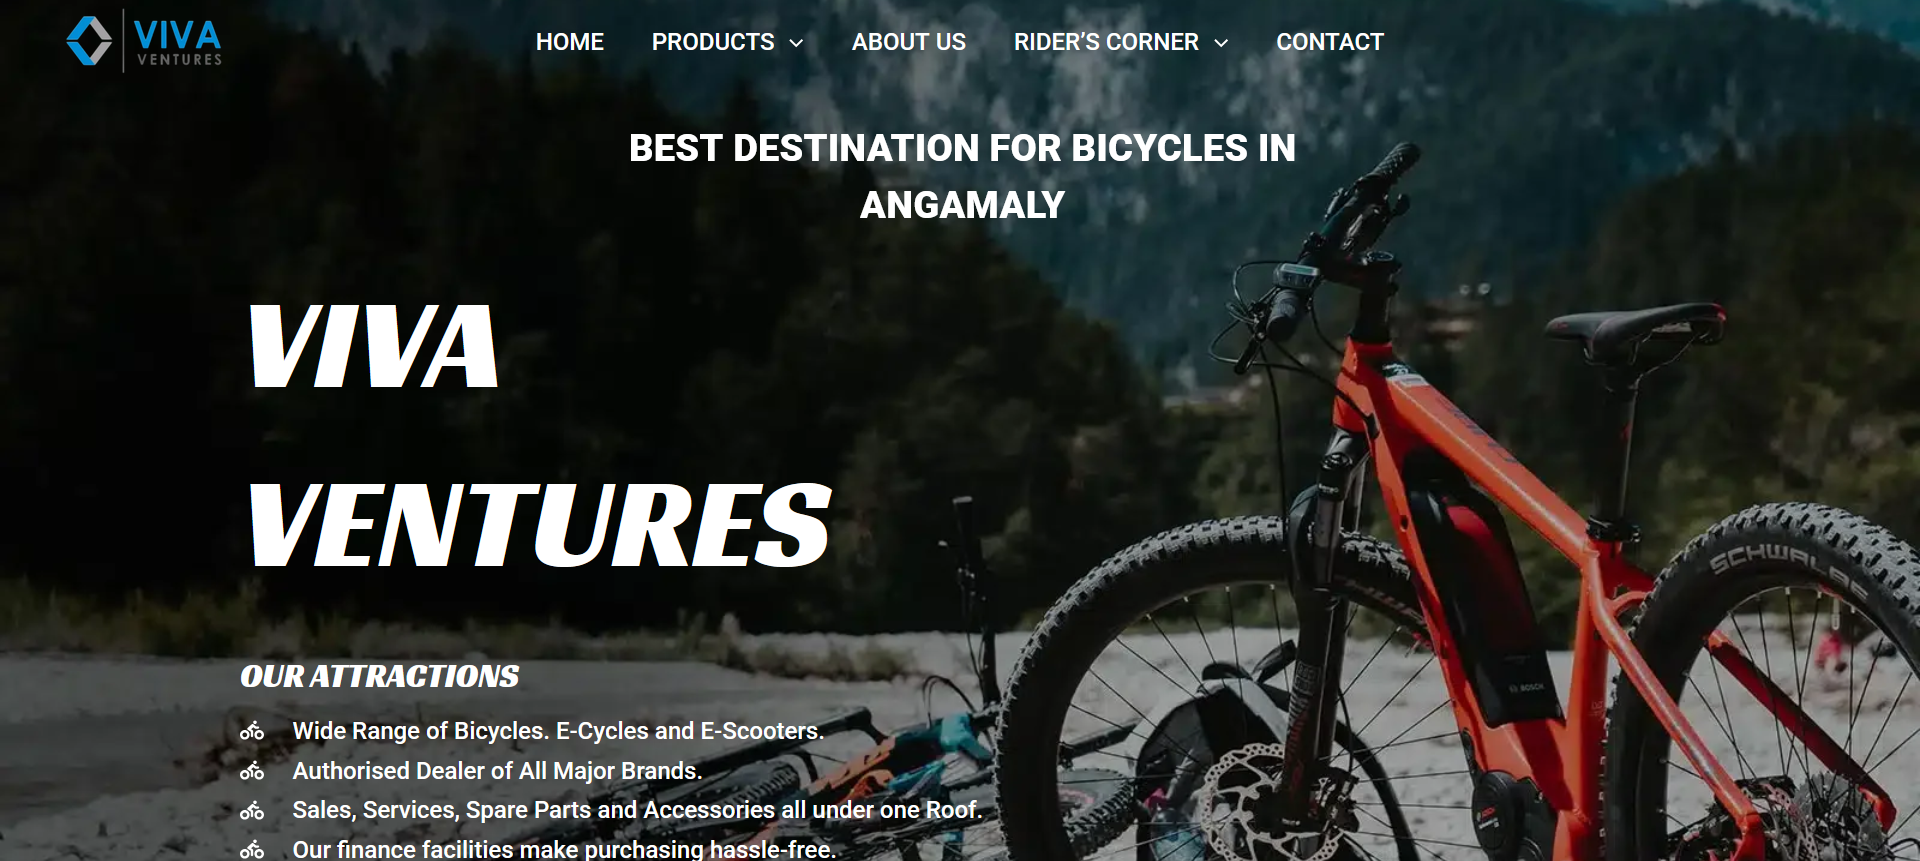 VIVA
VENTURES
HOME PRODUCTS ABOUT US RIDER’S CORNER CONTACT
BEST DESTINATION FOR BICYCLES IN
ANGAMALY
VIVA
VENTURES
SCHWALBE
BOSCH
OUR ATTRACTIONS
Wide Range of Bicycles. E-Cycles and E-Scooters.
Authorised Dealer of All Major Brands.
Sales, Services, Spare Parts and Accessories all under one Roof.
Our finance facilities make purchasing hassle-free.